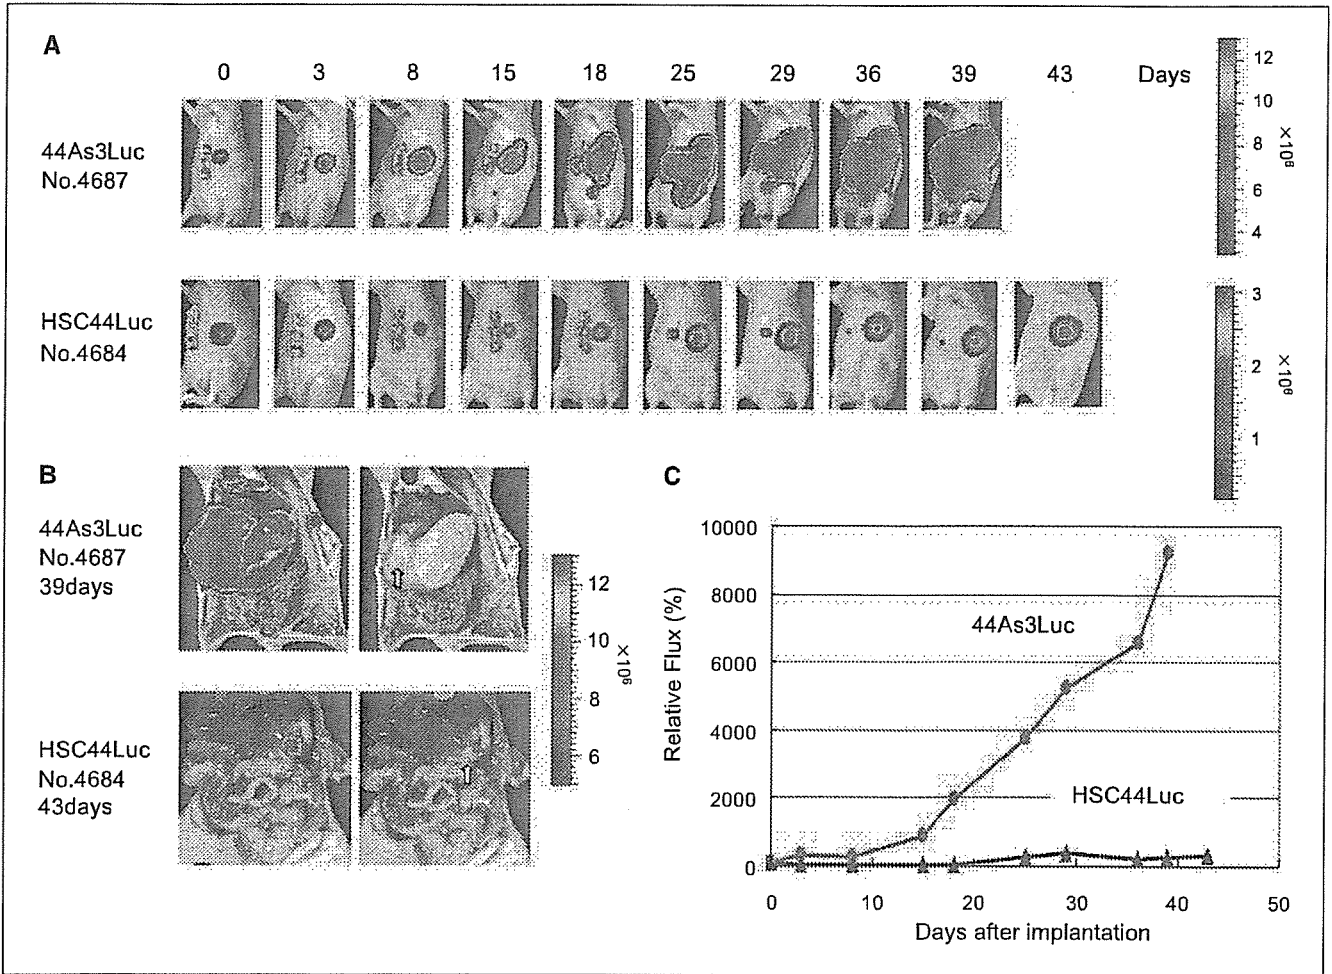 A
0 3 8 15 18 25 29 36 39 43 Days
44As3Luc
No.4687
12
10
8
6
4
×10⁶
HSC44Luc
No.4684
3
2
1
×10⁶
B
44As3Luc
No.4687
39days
HSC44Luc
No.4684
43days
12
10
8
6
×10⁶
C
10000
8000
6000
4000
2000
0
Relative Flux (%)
44As3Luc
HSC44Luc
0 10 20 30 40 50
Days after implantation